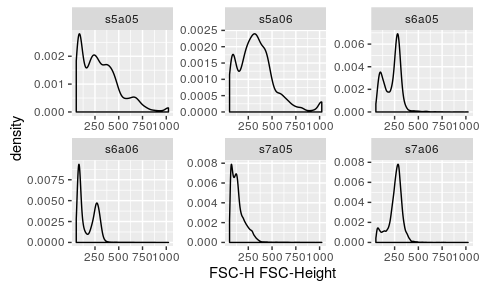 s5a05 s5a06 s6a05
0.002 0.001 0.000
0.0025 0.0020 0.0015 0.0010 0.0005 0.0000
0.006 0.004 0.002 0.000
250 500 7501000 250 500 7501000 250 500 7501000
density
s6a06 s7a05 s7a06
0.0075 0.0050 0.0025 0.0000
0.008 0.006 0.004 0.002 0.000
0.008 0.006 0.004 0.002 0.000
250 500 7501000 250 500 7501000 250 500 7501000
FSC-H FSC-Height